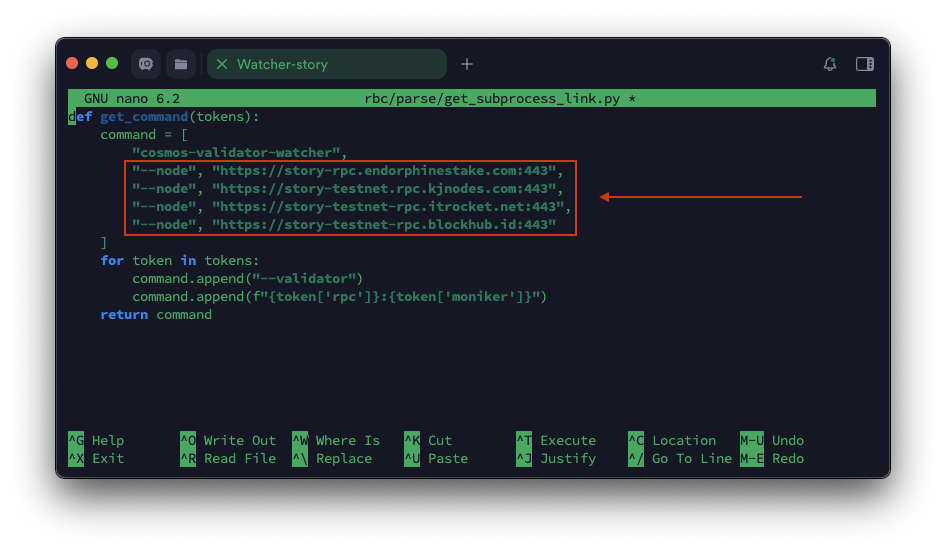 Watcher-story
GNU nano 6.2 rbc/parse/get_subprocess_link.py *
def get_command(tokens):
    command = [
        "cosmos-validator-watcher",
        "--node", "https://story-rpc.endorphinestake.com:443",
        "--node", "https://story-testnet.rpc.kjnodes.com:443",
        "--node", "https://story-testnet-rpc.itrocket.net:443",
        "--node", "https://story-testnet-rpc.blockhub.id:443"
    ]
    for token in tokens:
        command.append("--validator")
        command.append(f"{token['rpc']}:{token['moniker']}")
    return command
^G Help ^O Write Out ^W Where Is ^K Cut ^T Execute ^C Location M-U Undo
^X Exit ^R Read File ^\ Replace ^U Paste ^J Justify ^/ Go To Line M-E Redo